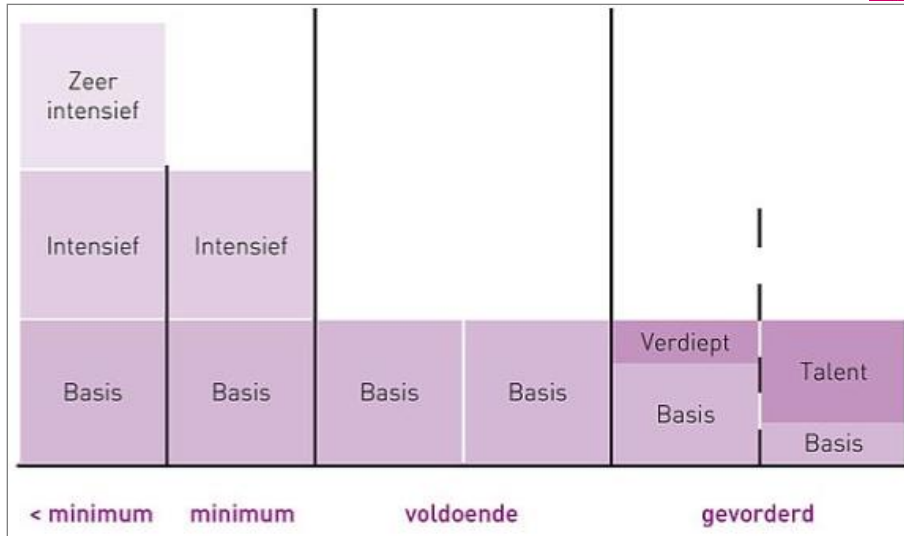 Zeer
intensief
Intensief
Intensief
Basis
Basis
Basis
Basis
Verdiept
Basis
Talent
Basis
< minimum
minimum
voldoende
gevorderd